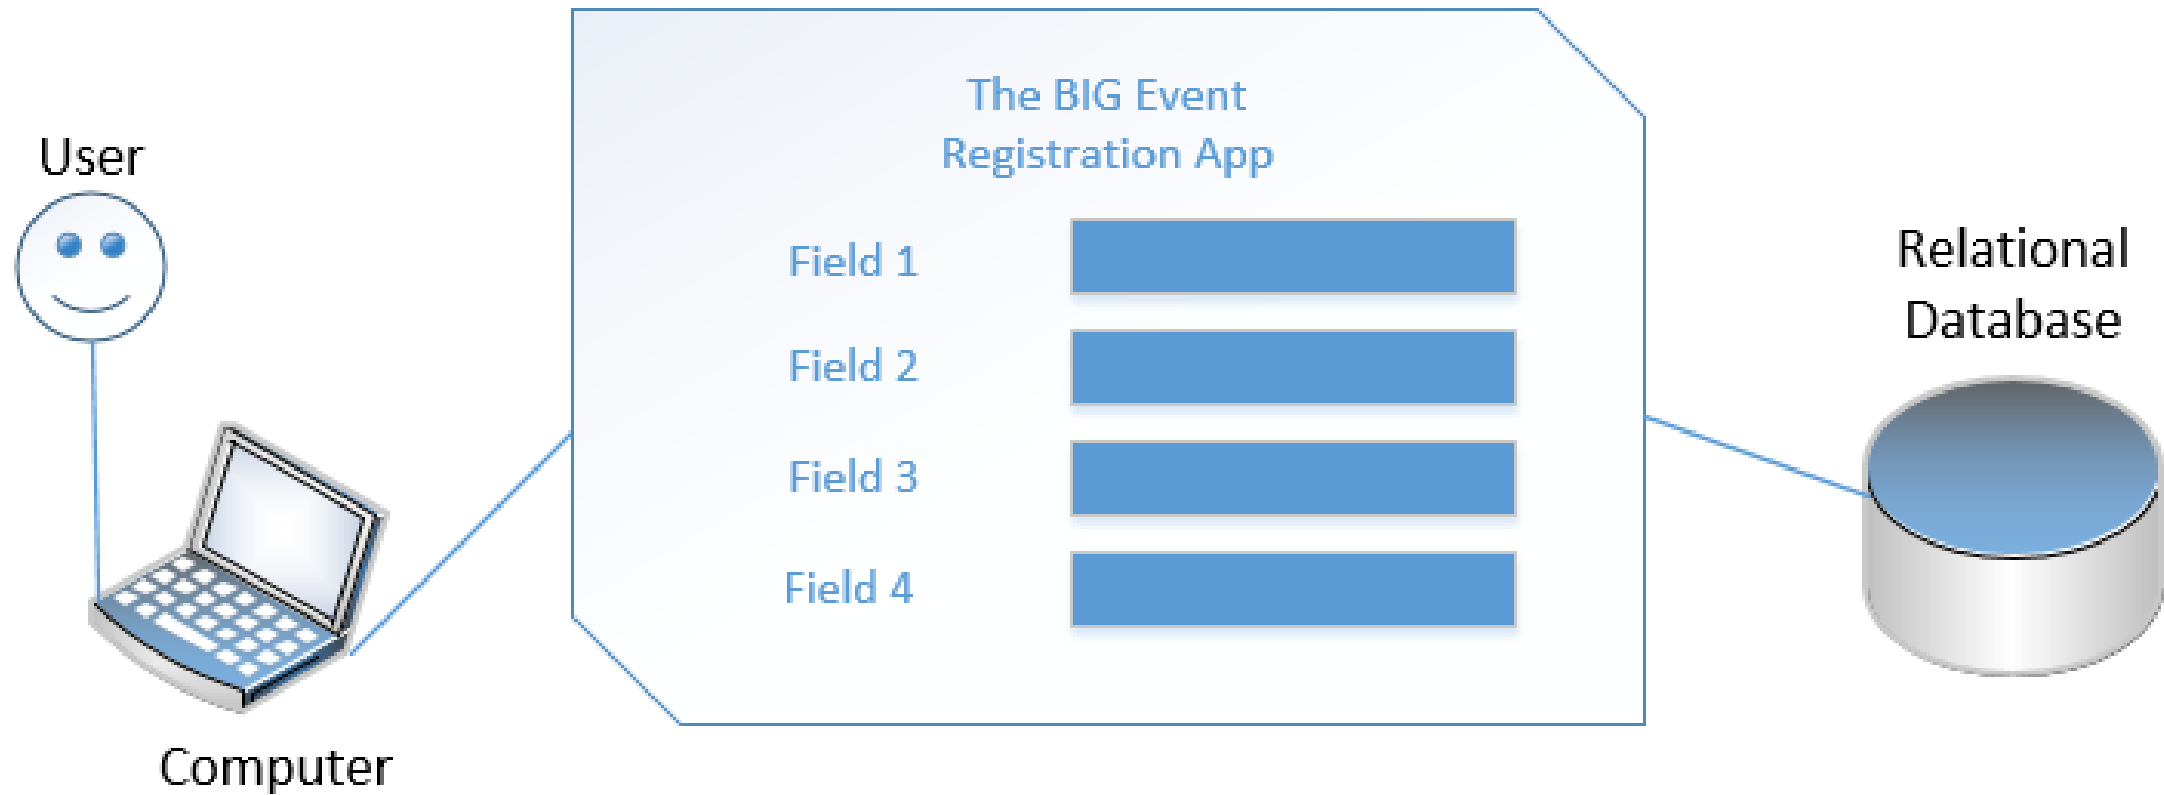 User
Computer
The BIG Event
Registration App
Field 1
Field 2
Field 3
Field 4
Relational
Database